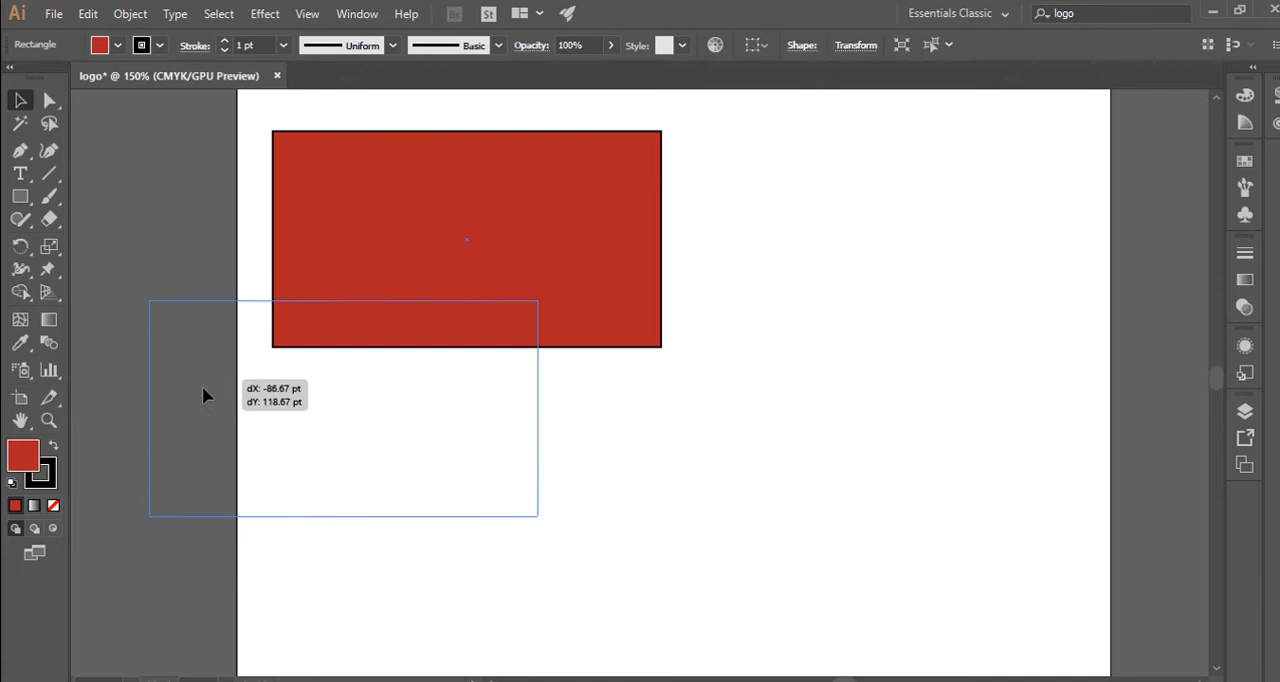 Ai File Edit Object Type Select Effect View Window Help Br St Essentials Classic logo
Rectangle Stroke: 1 pt Uniform Basic Opacity: 100% Style: Shape: Transform
logo* @ 150% (CMYK/GPU Preview)
dX: -86.67 pt
dY: 118.67 pt